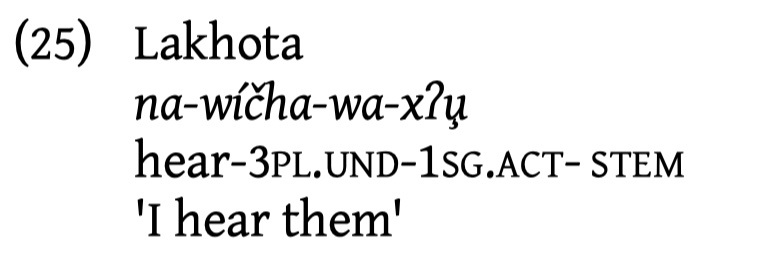 (25) Lakhota
na-wíčha-wa-xʔų
hear-3PL.UND-1SG.ACT- STEM
'I hear them'